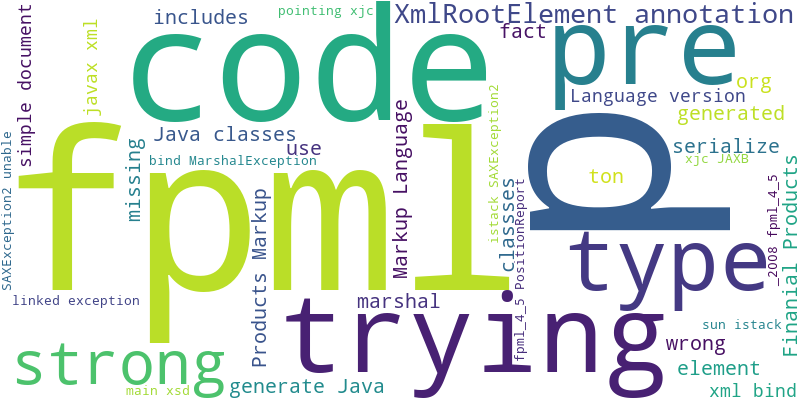 includes
pointing xjc
XmlRootElement annotation
simple document
javax xml
code
fact
pre
org
Language version
generated
SAXException2 unable
missing
Java classes
use
bind MarshalException
Markup Language
istack SAXException2
classses
serialize
xjc JAXB
fpml
p
ton
Products Markup
fpml_4_5 PositionReport
type
_2008 fpml_4_5
Finanial Products
linked exception
marshal
trying
sun istack
strong
wrong
element
main xsd
generate Java
xml bind